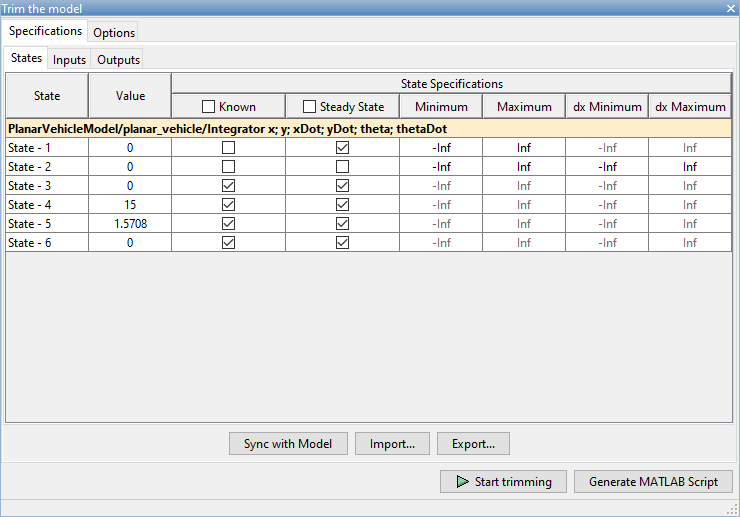 Trim the model
Specifications Options
States Inputs Outputs
State Value State Specifications
Known Steady State Minimum Maximum dx Minimum dx Maximum
PlanarVehicleModel/planar_vehicle/Integrator x; y; xDot; yDot; theta; thetaDot
State - 1 0 -Inf Inf -Inf Inf
State - 2 0 -Inf Inf -Inf Inf
State - 3 0 -Inf Inf -Inf Inf
State - 4 15 -Inf Inf -Inf Inf
State - 5 1.5708 -Inf Inf -Inf Inf
State - 6 0 -Inf Inf -Inf Inf
Sync with Model Import... Export...
Start trimming Generate MATLAB Script